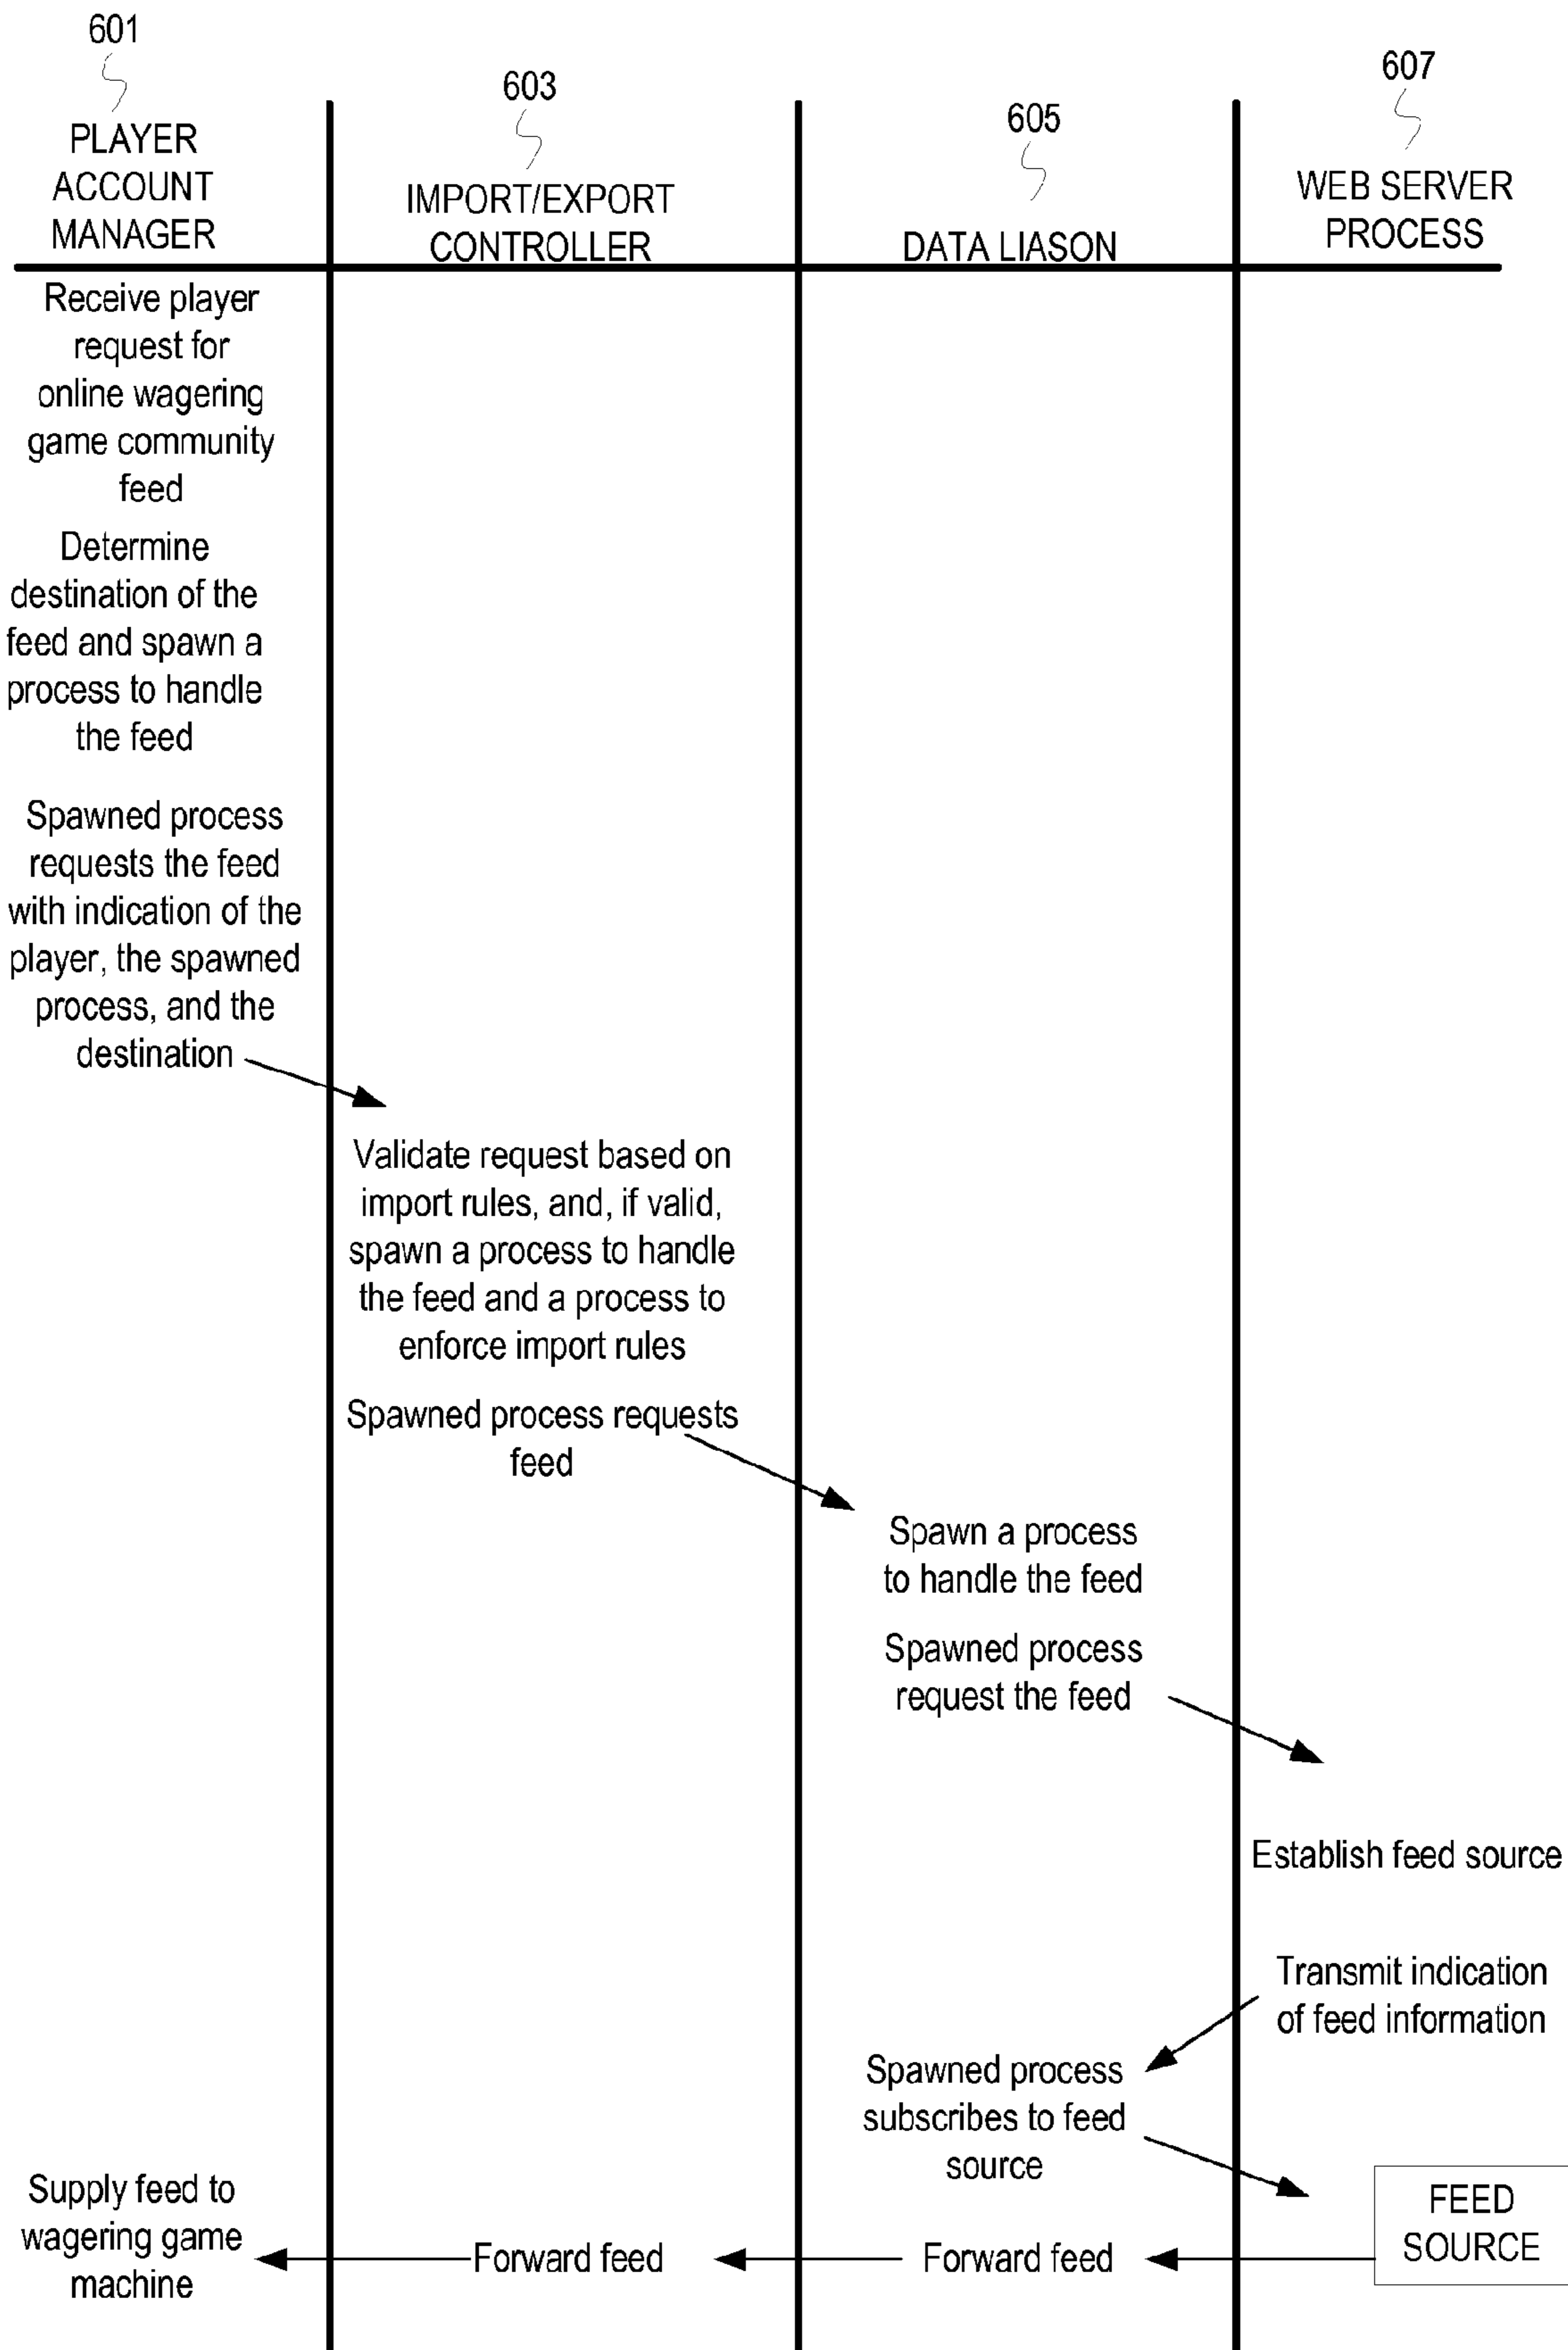 601
PLAYER
ACCOUNT
MANAGER
603
IMPORT/EXPORT
CONTROLLER
605
DATA LIASON
607
WEB SERVER
PROCESS
Receive player
request for
online wagering
game community
feed
Determine
destination of the
feed and spawn a
process to handle
the feed
Spawned process
requests the feed
with indication of the
player, the spawned
process, and the
destination
Validate request based on
import rules, and, if valid,
spawn a process to handle
the feed and a process to
enforce import rules
Spawned process requests
feed
Spawn a process
to handle the feed
Spawned process
request the feed
Establish feed source
Transmit indication
of feed information
Spawned process
subscribes to feed
source
FEED
SOURCE
Forward feed
Forward feed
Supply feed to
wagering game
machine